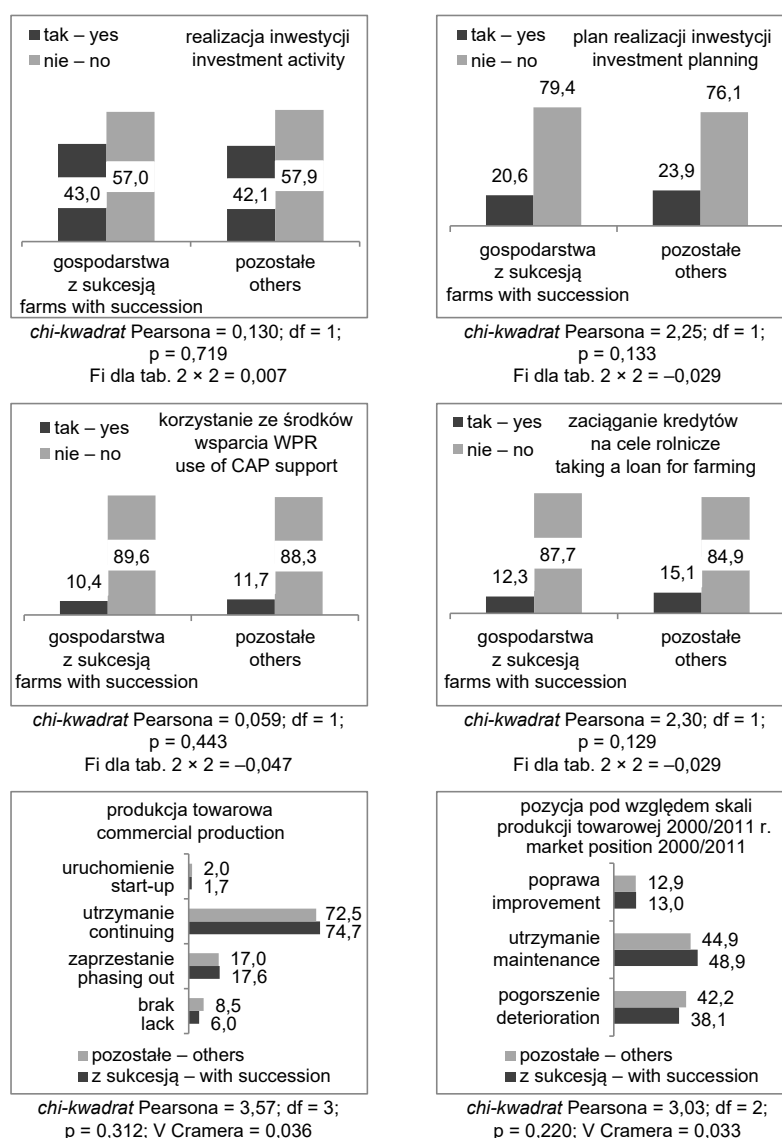 tak – yes
nie – no
realizacja inwestycji
investment activity
43,0
57,0
42,1
57,9
gospodarstwa
z sukcesją
farms with succession
pozostałe
others
chi-kwadrat Pearsona = 0,130; df = 1;
p = 0,719
Fi dla tab. 2 × 2 = 0,007
tak – yes
nie – no
plan realizacji inwestycji
investment planning
20,6
79,4
23,9
76,1
gospodarstwa
z sukcesją
farms with succession
pozostałe
others
chi-kwadrat Pearsona = 2,25; df = 1;
p = 0,133
Fi dla tab. 2 × 2 = –0,029
tak – yes
nie – no
korzystanie ze środków
wsparcia WPR
use of CAP support
10,4
89,6
11,7
88,3
gospodarstwa
z sukcesją
farms with succession
pozostałe
others
chi-kwadrat Pearsona = 0,059; df = 1;
p = 0,443
Fi dla tab. 2 × 2 = –0,047
tak – yes
nie – no
zaciąganie kredytów
na cele rolnicze
taking a loan for farming
12,3
87,7
15,1
84,9
gospodarstwa
z sukcesją
farms with succession
pozostałe
others
chi-kwadrat Pearsona = 2,30; df = 1;
p = 0,129
Fi dla tab. 2 × 2 = –0,029
produkcja towarowa
commercial production
uruchomienie 2,0
start-up 1,7
utrzymanie 72,5
continuing 74,7
zaprzestanie 17,0
phasing out 17,6
brak 8,5
lack 6,0
pozostałe – others
z sukcesją – with succession
chi-kwadrat Pearsona = 3,57; df = 3;
p = 0,312; V Cramera = 0,036
pozycja pod względem skali
produkcji towarowej 2000/2011 r.
market position 2000/2011
poprawa 12,9
improvement 13,0
utrzymanie 44,9
maintenance 48,9
pogorszenie 42,2
deterioration 38,1
pozostałe – others
z sukcesją – with succession
chi-kwadrat Pearsona = 3,03; df = 2;
p = 0,220; V Cramera = 0,033